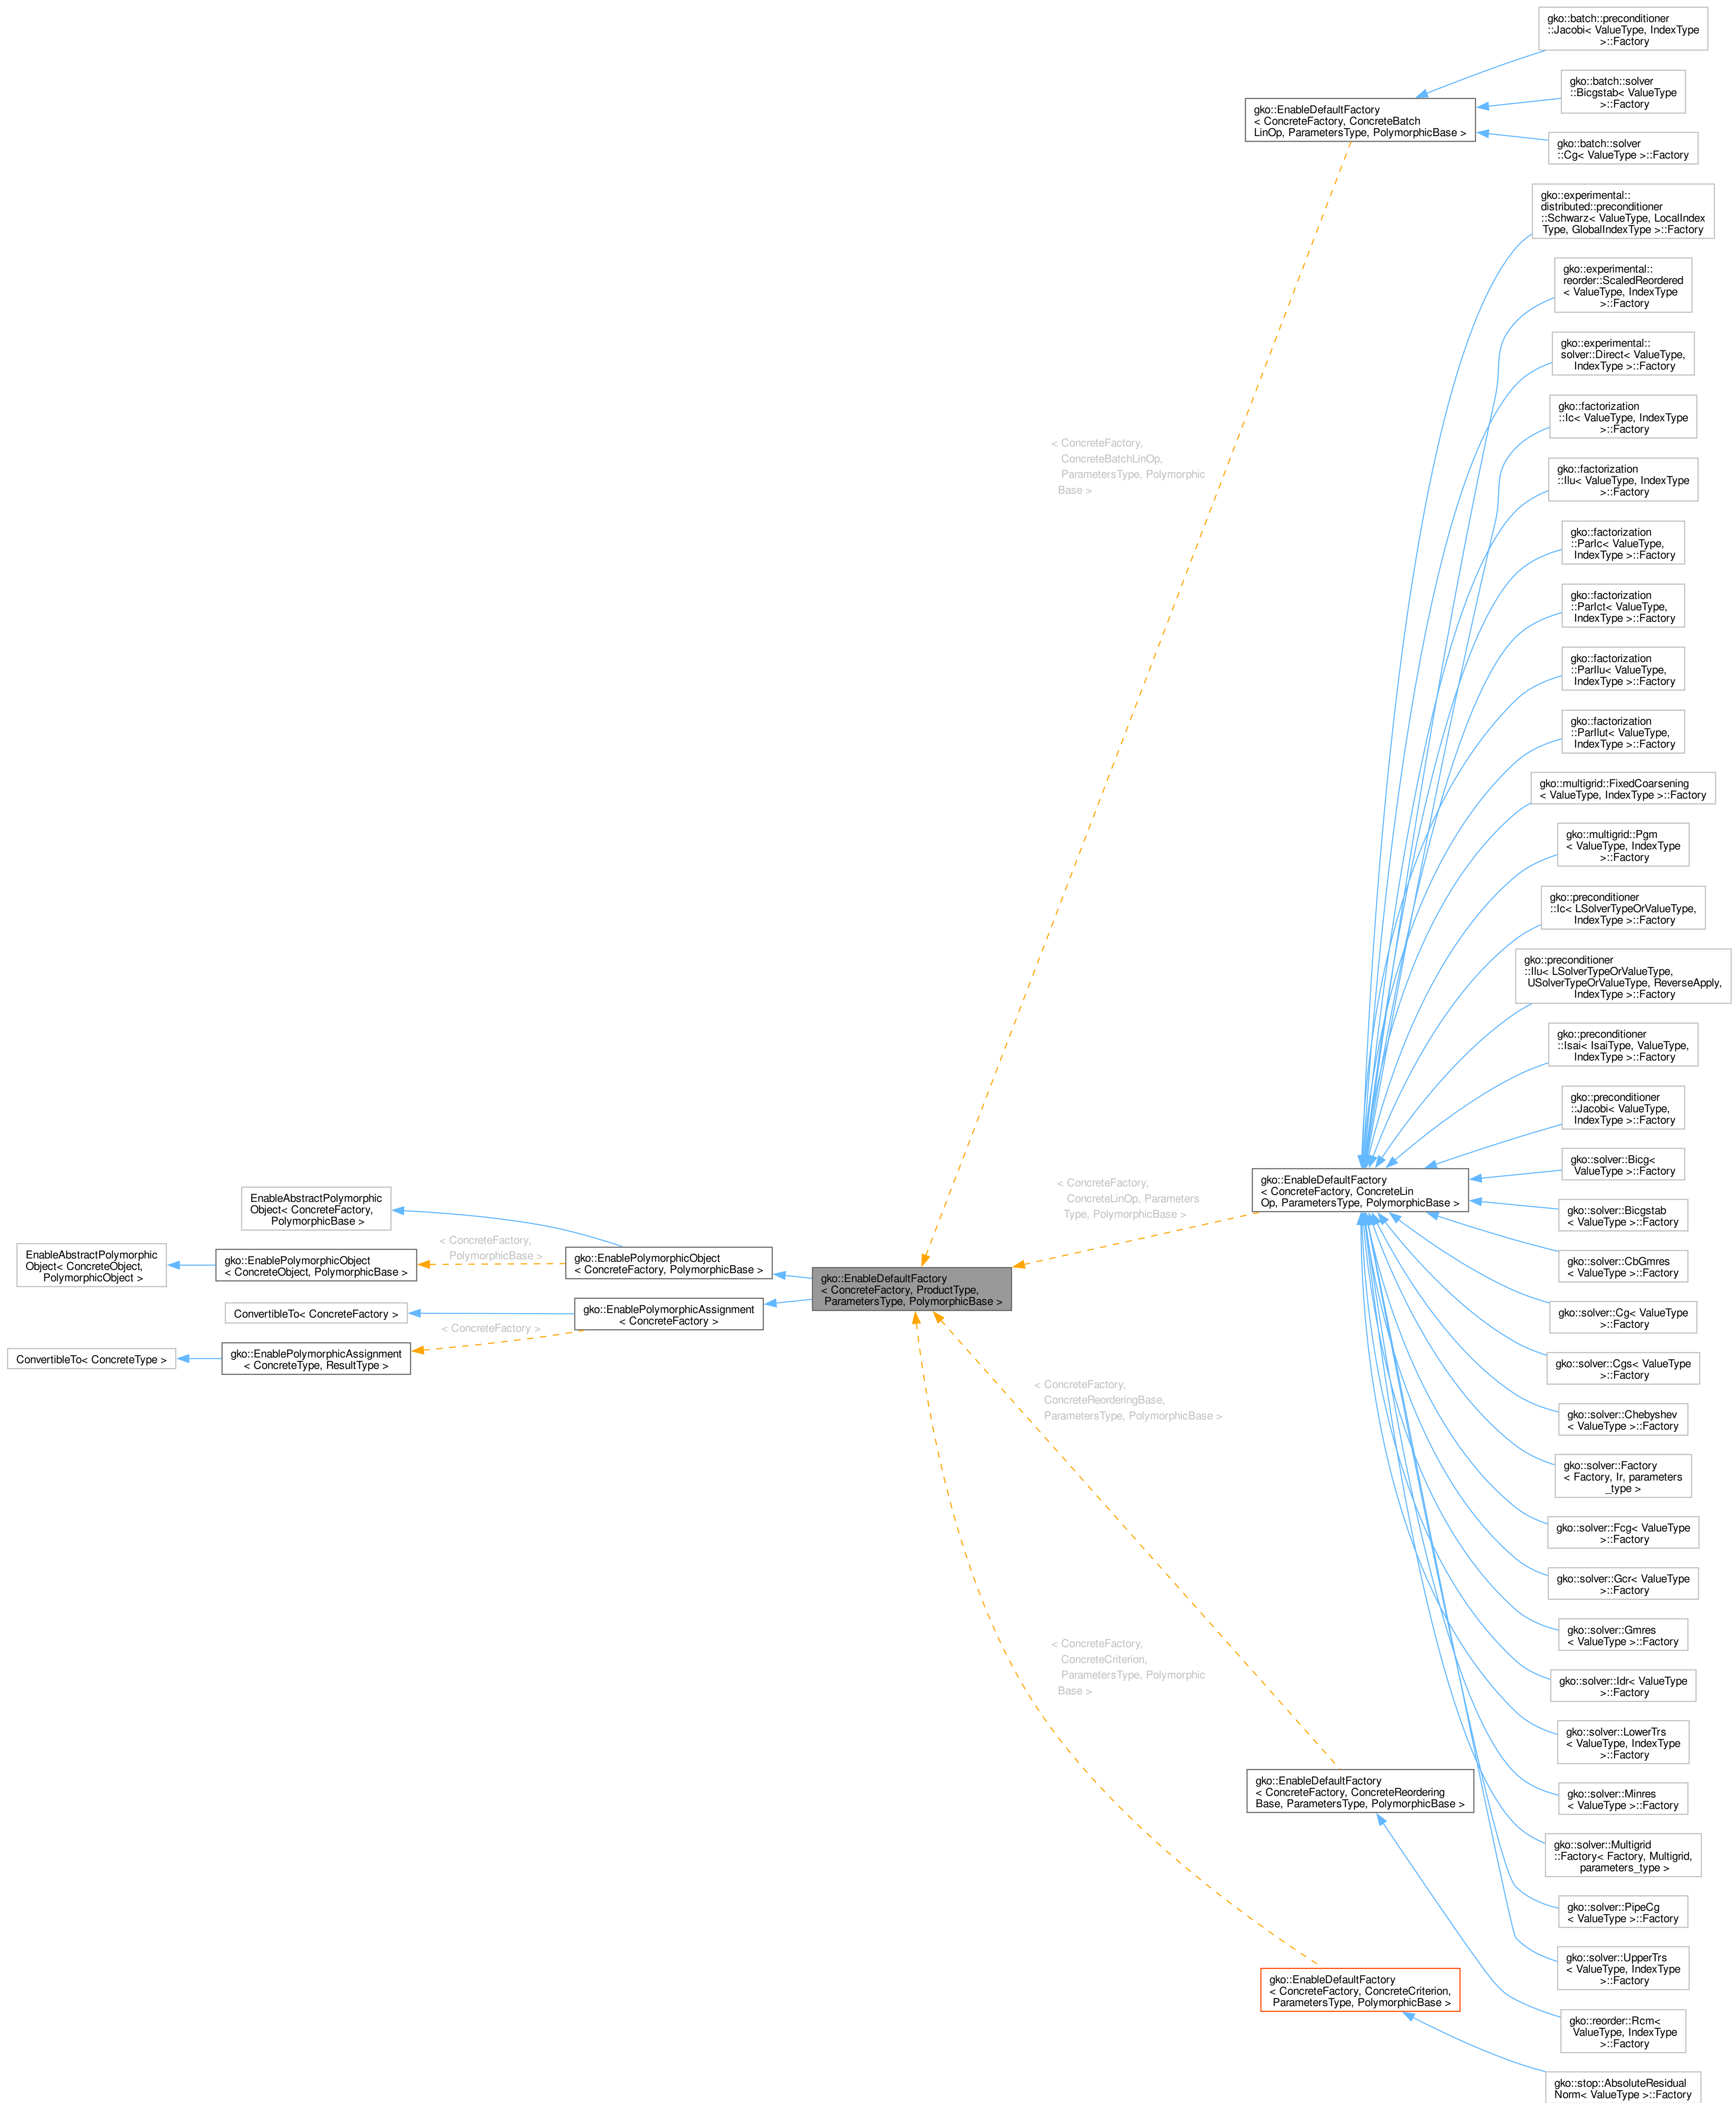 gko::batch::preconditioner
::Jacobi< ValueType, IndexType
>::Factory
gko::batch::solver
::Bicgstab< ValueType
>::Factory
gko::EnableDefaultFactory
< ConcreteFactory, ConcreteBatch
LinOp, ParametersType, PolymorphicBase >
gko::batch::solver
::Cg< ValueType >::Factory
gko::experimental::
distributed::preconditioner
::Schwarz< ValueType, LocalIndex
Type, GlobalIndexType >::Factory
gko::experimental::
reorder::ScaledReordered
< ValueType, IndexType
>::Factory
gko::experimental::
solver::Direct< ValueType,
IndexType >::Factory
gko::factorization
::Ic< ValueType, IndexType
>::Factory
< ConcreteFactory,
ConcreteBatchLinOp,
ParametersType, Polymorphic
Base >
gko::factorization
::Ilu< ValueType, IndexType
>::Factory
gko::factorization
::ParIc< ValueType,
IndexType >::Factory
gko::factorization
::ParIct< ValueType,
IndexType >::Factory
gko::factorization
::ParIlu< ValueType,
IndexType >::Factory
gko::factorization
::ParIlut< ValueType,
IndexType >::Factory
gko::multigrid::FixedCoarsening
< ValueType, IndexType >::Factory
gko::multigrid::Pgm
< ValueType, IndexType
>::Factory
gko::preconditioner
::Ic< LSolverTypeOrValueType,
IndexType >::Factory
gko::preconditioner
::Ilu< LSolverTypeOrValueType,
USolverTypeOrValueType, ReverseApply,
IndexType >::Factory
gko::preconditioner
::Isai< IsaiType, ValueType,
IndexType >::Factory
gko::preconditioner
::Jacobi< ValueType,
IndexType >::Factory
gko::solver::Bicg<
ValueType >::Factory
gko::EnableDefaultFactory
< ConcreteFactory, ConcreteLin
Op, ParametersType, PolymorphicBase >
< ConcreteFactory,
ConcreteLinOp, Parameters
Type, PolymorphicBase >
EnableAbstractPolymorphic
Object< ConcreteFactory,
PolymorphicBase >
gko::solver::Bicgstab
< ValueType >::Factory
EnableAbstractPolymorphic
Object< ConcreteObject,
PolymorphicObject >
gko::EnablePolymorphicObject
< ConcreteObject, PolymorphicBase >
< ConcreteFactory,
PolymorphicBase >
gko::EnablePolymorphicObject
< ConcreteFactory, PolymorphicBase >
gko::EnableDefaultFactory
< ConcreteFactory, ProductType,
ParametersType, PolymorphicBase >
gko::solver::CbGmres
< ValueType >::Factory
ConvertibleTo< ConcreteFactory >
gko::EnablePolymorphicAssignment
< ConcreteFactory >
gko::solver::Cg< ValueType
>::Factory
< ConcreteFactory >
ConvertibleTo< ConcreteType >
gko::EnablePolymorphicAssignment
< ConcreteType, ResultType >
gko::solver::Cgs< ValueType
>::Factory
< ConcreteFactory,
ConcreteReorderingBase,
ParametersType, PolymorphicBase >
gko::solver::Chebyshev
< ValueType >::Factory
gko::solver::Factory
< Factory, Ir, parameters
_type >
gko::solver::Fcg< ValueType
>::Factory
gko::solver::Gcr< ValueType
>::Factory
gko::solver::Gmres
< ValueType >::Factory
< ConcreteFactory,
ConcreteCriterion,
ParametersType, Polymorphic
Base >
gko::solver::Idr< ValueType
>::Factory
gko::solver::LowerTrs
< ValueType, IndexType
>::Factory
gko::EnableDefaultFactory
< ConcreteFactory, ConcreteReordering
Base, ParametersType, PolymorphicBase >
gko::solver::Minres
< ValueType >::Factory
gko::solver::Multigrid
::Factory< Factory, Multigrid,
parameters_type >
gko::solver::PipeCg
< ValueType >::Factory
gko::solver::UpperTrs
< ValueType, IndexType
>::Factory
gko::EnableDefaultFactory
< ConcreteFactory, ConcreteCriterion,
ParametersType, PolymorphicBase >
gko::reorder::Rcm<
ValueType, IndexType
>::Factory
gko::stop::AbsoluteResidual
Norm< ValueType >::Factory